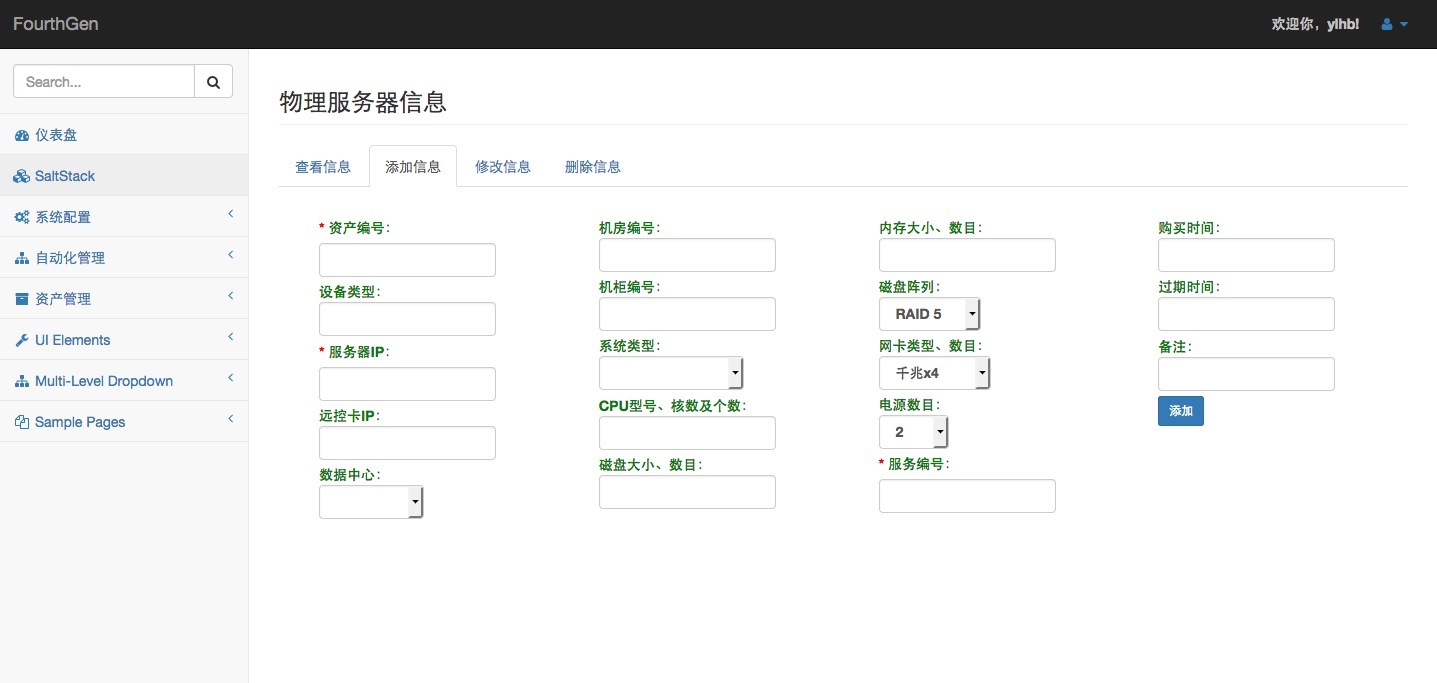 FourthGen
欢迎你，ylhb!
Search...
仪表盘
SaltStack
系统配置
自动化管理
资产管理
UI Elements
Multi-Level Dropdown
Sample Pages
物理服务器信息
查看信息
添加信息
修改信息
删除信息
* 资产编号:
设备类型:
* 服务器IP:
远控卡IP:
数据中心:
机房编号:
机柜编号:
系统类型:
CPU型号、核数及个数:
磁盘大小、数目:
内存大小、数目:
磁盘阵列:
RAID 5
网卡类型、数目:
千兆x4
电源数目:
2
* 服务编号:
购买时间:
过期时间:
备注:
添加